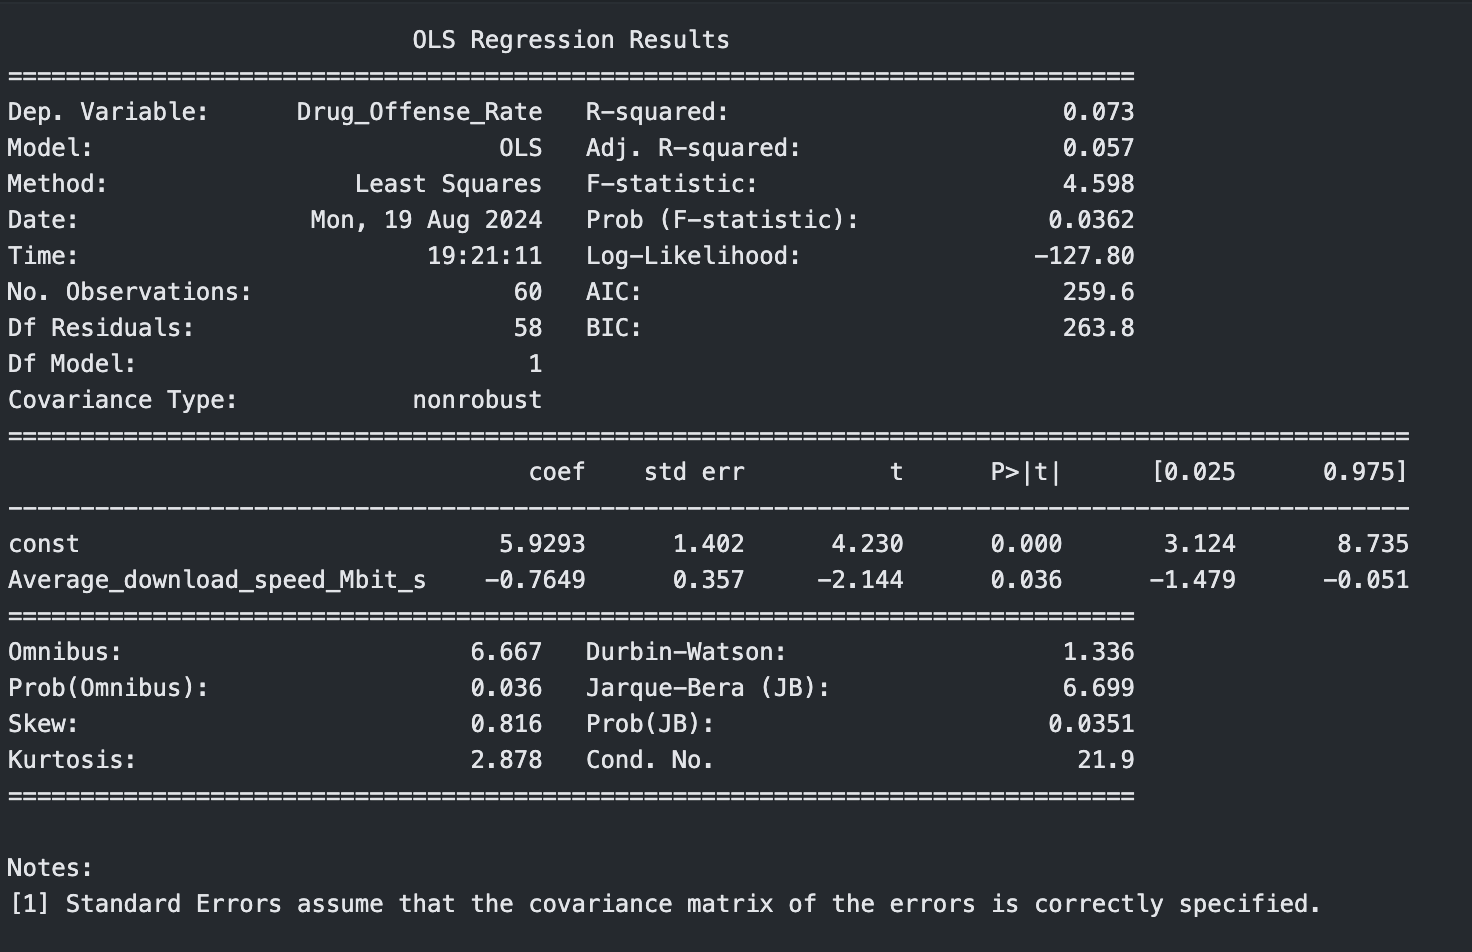 OLS Regression Results
==============================================================================
Dep. Variable: Drug_Offense_Rate R-squared: 0.073
Model: OLS Adj. R-squared: 0.057
Method: Least Squares F-statistic: 4.598
Date: Mon, 19 Aug 2024 Prob (F-statistic): 0.0362
Time: 19:21:11 Log-Likelihood: -127.80
No. Observations: 60 AIC: 259.6
Df Residuals: 58 BIC: 263.8
Df Model: 1
Covariance Type: nonrobust
=================================================================================================
coef std err t P>|t| [0.025 0.975]
-------------------------------------------------------------------------------------------------
const 5.9293 1.402 4.230 0.000 3.124 8.735
Average_download_speed_Mbit_s -0.7649 0.357 -2.144 0.036 -1.479 -0.051
==============================================================================
Omnibus: 6.667 Durbin-Watson: 1.336
Prob(Omnibus): 0.036 Jarque-Bera (JB): 6.699
Skew: 0.816 Prob(JB): 0.0351
Kurtosis: 2.878 Cond. No. 21.9
==============================================================================
Notes:
[1] Standard Errors assume that the covariance matrix of the errors is correctly specified.